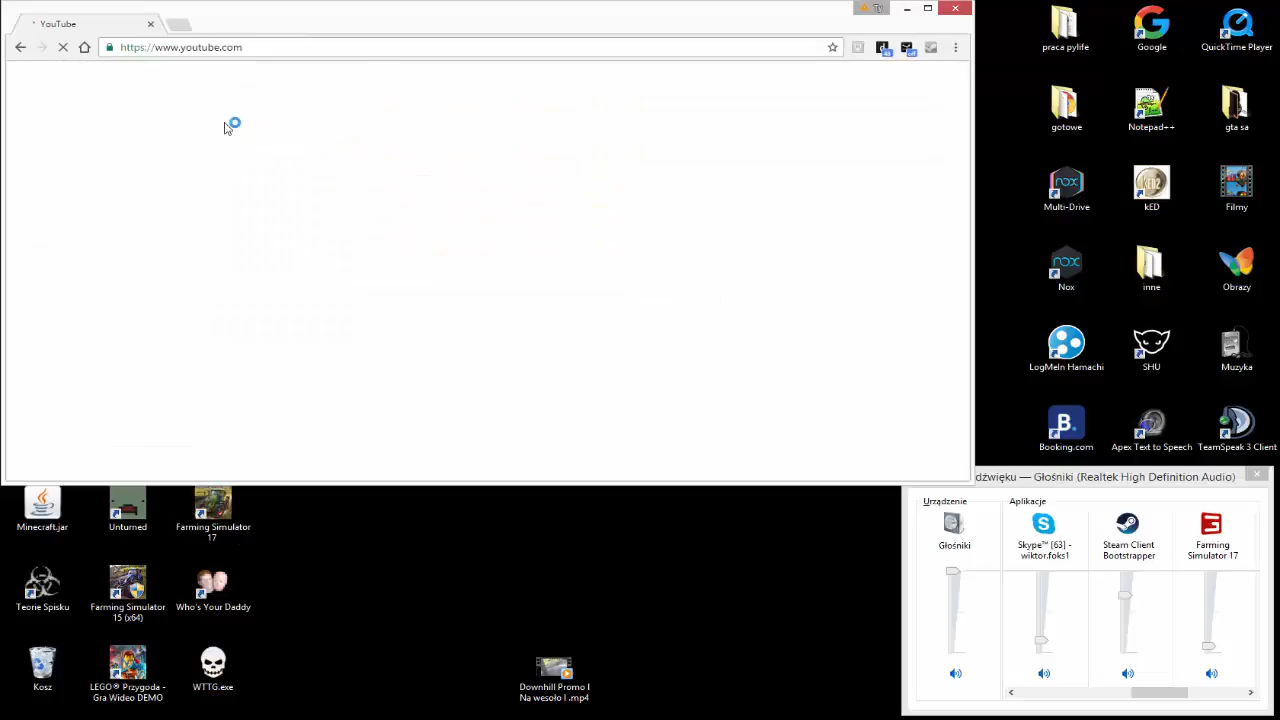 YouTube
Ty
https://www.youtube.com
praca pylife
Google
QuickTime Player
gotowe
Notepad++
gta sa
Multi-Drive
kED
Filmy
Nox
inne
Obrazy
LogMeIn Hamachi
SHU
Muzyka
Booking.com
Apex Text to Speech
TeamSpeak 3 Client
Minecraft.jar
Unturned
Farming Simulator
17
Teorie Spisku
Farming Simulator
15 (x64)
Who's Your Daddy
Kosz
LEGO® Przygoda -
Gra Wideo DEMO
WTTG.exe
Downhill Promo I
Na wesoło I .mp4
dźwięku — Głośniki (Realtek High Definition Audio)
Urządzenie
Aplikacje
Głośniki
Skype™ [63] -
wiktor.foks1
Steam Client
Bootstrapper
Farming
Simulator 17